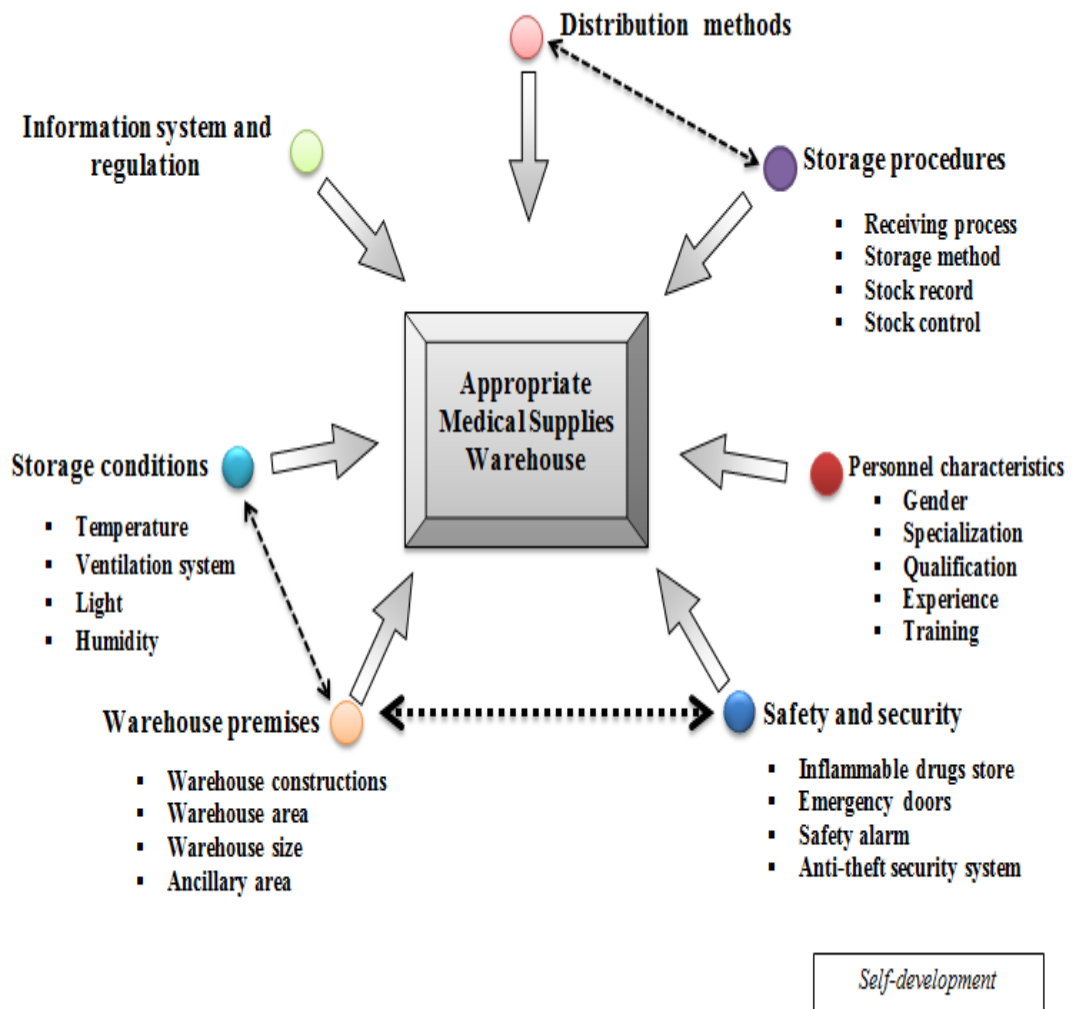 Distribution methods
Information system and
regulation
Storage procedures
▪ Receiving process
▪ Storage method
▪ Stock record
▪ Stock control
Appropriate
Medical Supplies
Warehouse
Storage conditions
▪ Temperature
▪ Ventilation system
▪ Light
▪ Humidity
Personnel characteristics
▪ Gender
▪ Specialization
▪ Qualification
▪ Experience
▪ Training
Warehouse premises
▪ Warehouse constructions
▪ Warehouse area
▪ Warehouse size
▪ Ancillary area
Safety and security
▪ Inflammable drugs store
▪ Emergency doors
▪ Safety alarm
▪ Anti-theft security system
Self-development